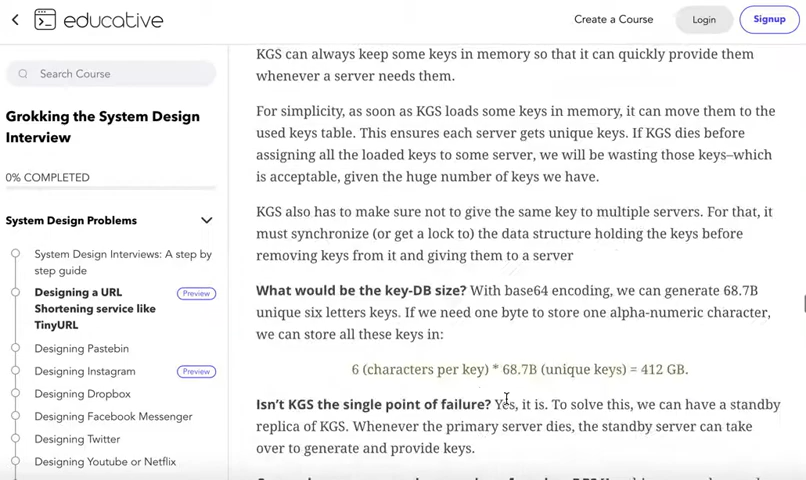 educative
Create a Course
Login
Signup
Search Course
Grokking the System Design
Interview
0% COMPLETED
System Design Problems
System Design Interviews: A step by
step guide
Designing a URL
Shortening service like
TinyURL
Preview
Designing Pastebin
Designing Instagram
Preview
Designing Dropbox
Designing Facebook Messenger
Designing Twitter
Designing Youtube or Netflix
KGS can always keep some keys in memory so that it can quickly provide them
whenever a server needs them.
For simplicity, as soon as KGS loads some keys in memory, it can move them to the
used keys table. This ensures each server gets unique keys. If KGS dies before
assigning all the loaded keys to some server, we will be wasting those keys–which
is acceptable, given the huge number of keys we have.
KGS also has to make sure not to give the same key to multiple servers. For that, it
must synchronize (or get a lock to) the data structure holding the keys before
removing keys from it and giving them to a server
What would be the key-DB size? With base64 encoding, we can generate 68.7B
unique six letters keys. If we need one byte to store one alpha-numeric character,
we can store all these keys in:
6 (characters per key) * 68.7B (unique keys) = 412 GB.
Isn’t KGS the single point of failure? Yes, it is. To solve this, we can have a standby
replica of KGS. Whenever the primary server dies, the standby server can take
over to generate and provide keys.